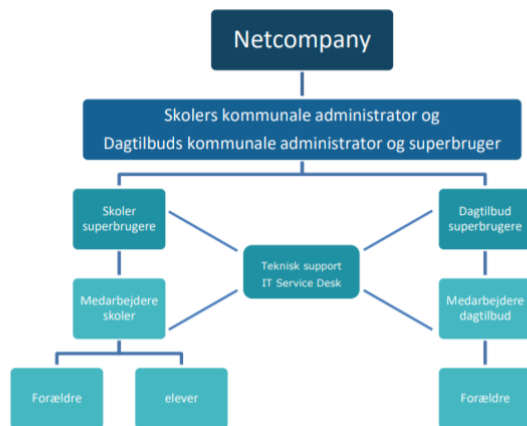 Netcompany
Skolers kommunale administrator og
Dagtilbuds kommunale administrator og superbruger
Skoler
superbrugere
Dagtilbud
superbrugere
Teknisk support
IT Service Desk
Medarbejdere
skoler
Medarbejdere
dagtilbud
Forældre
elever
Forældre